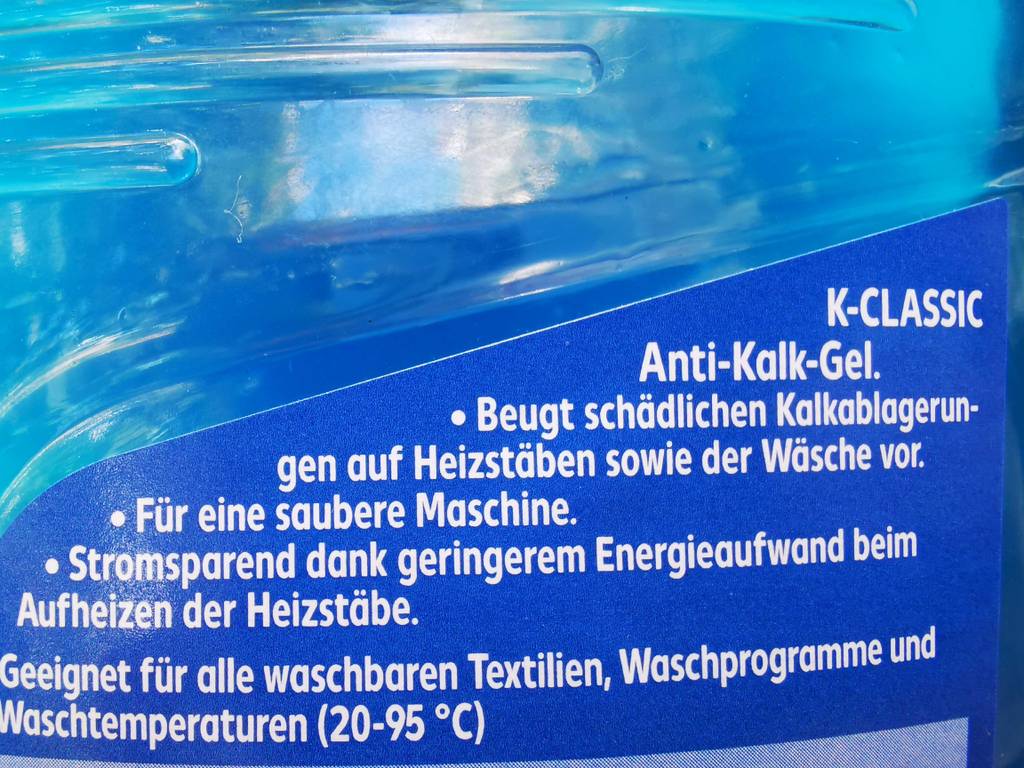 K-CLASSIC
Anti-Kalk-Gel.
• Beugt schädlichen Kalkablagerun-
gen auf Heizstäben sowie der Wäsche vor.
• Für eine saubere Maschine.
• Stromsparend dank geringerem Energieaufwand beim
Aufheizen der Heizstäbe.
Geeignet für alle waschbaren Textilien, Waschprogramme und
Waschtemperaturen (20-95 °C)